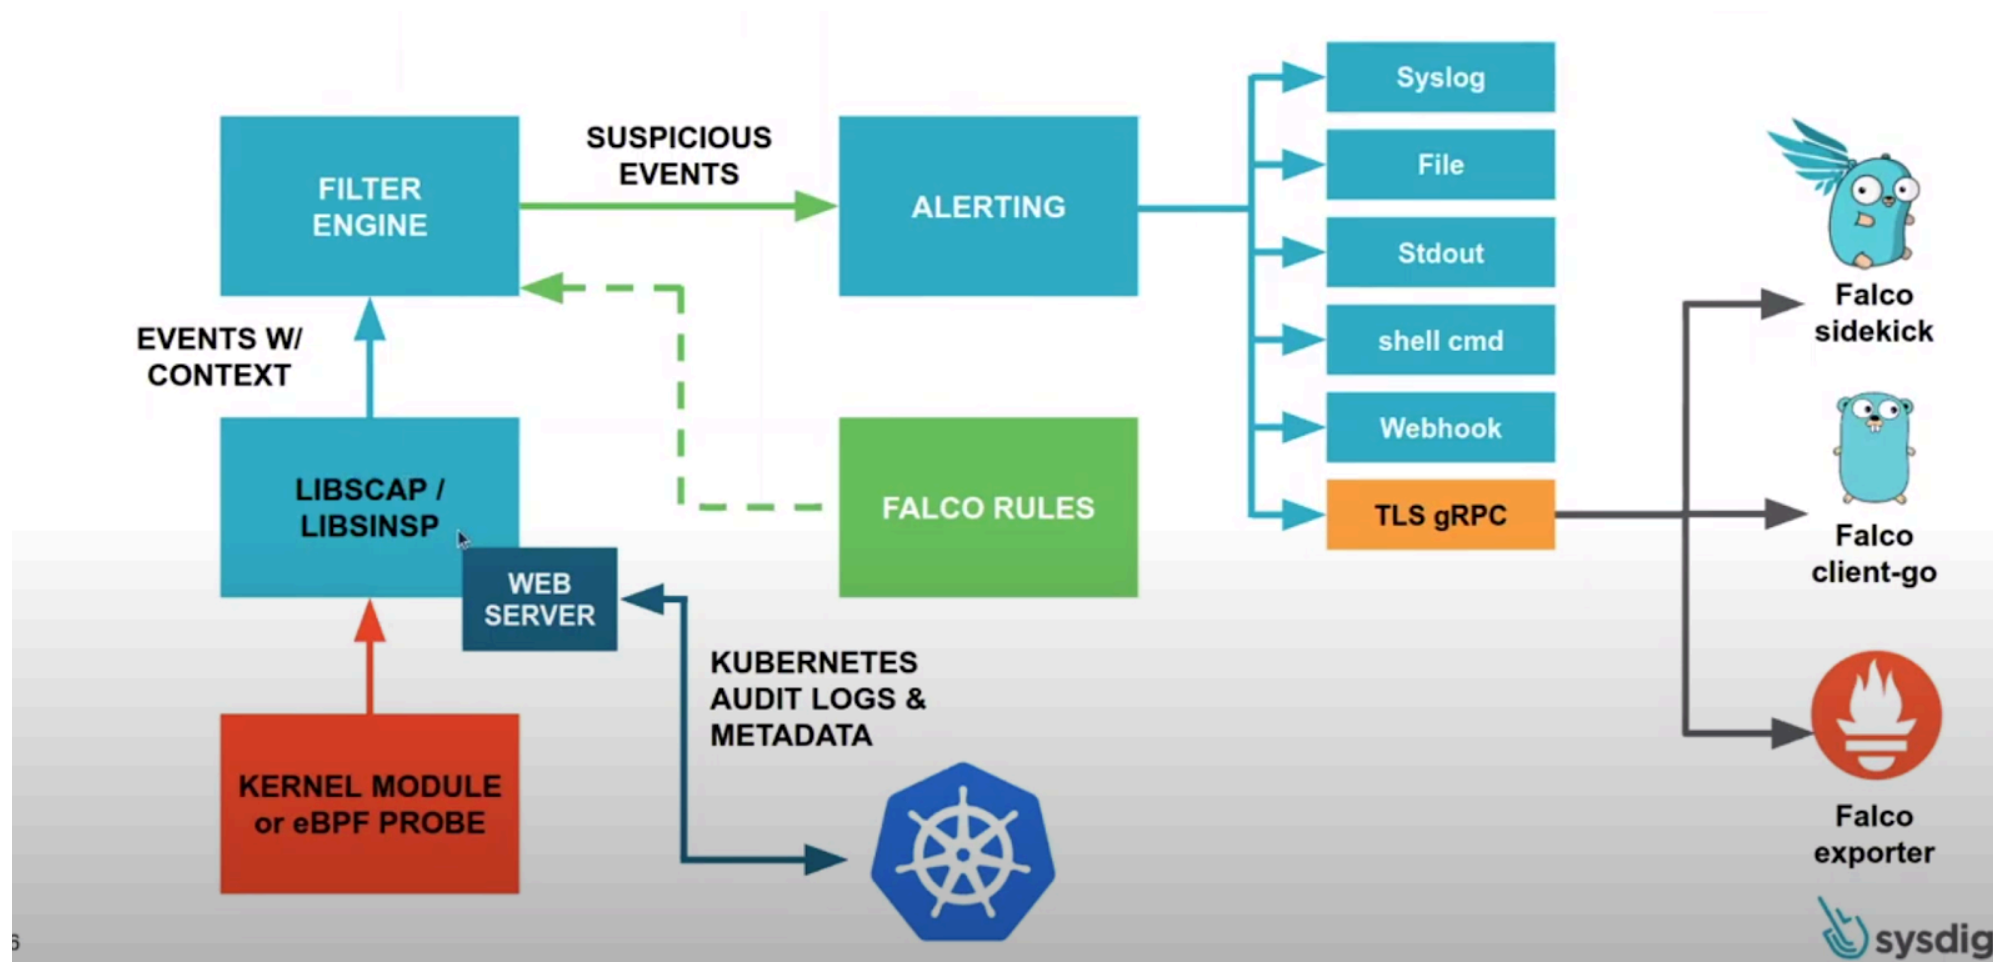 FILTER
ENGINE
SUSPICIOUS
EVENTS
ALERTING
Syslog
File
Stdout
shell cmd
Webhook
TLS gRPC
Falco
sidekick
Falco
client-go
Falco
exporter
EVENTS W/
CONTEXT
LIBSCAP /
LIBSINSP
WEB
SERVER
FALCO RULES
KUBERNETES
AUDIT LOGS &
METADATA
KERNEL MODULE
or eBPF PROBE
6
sysdig